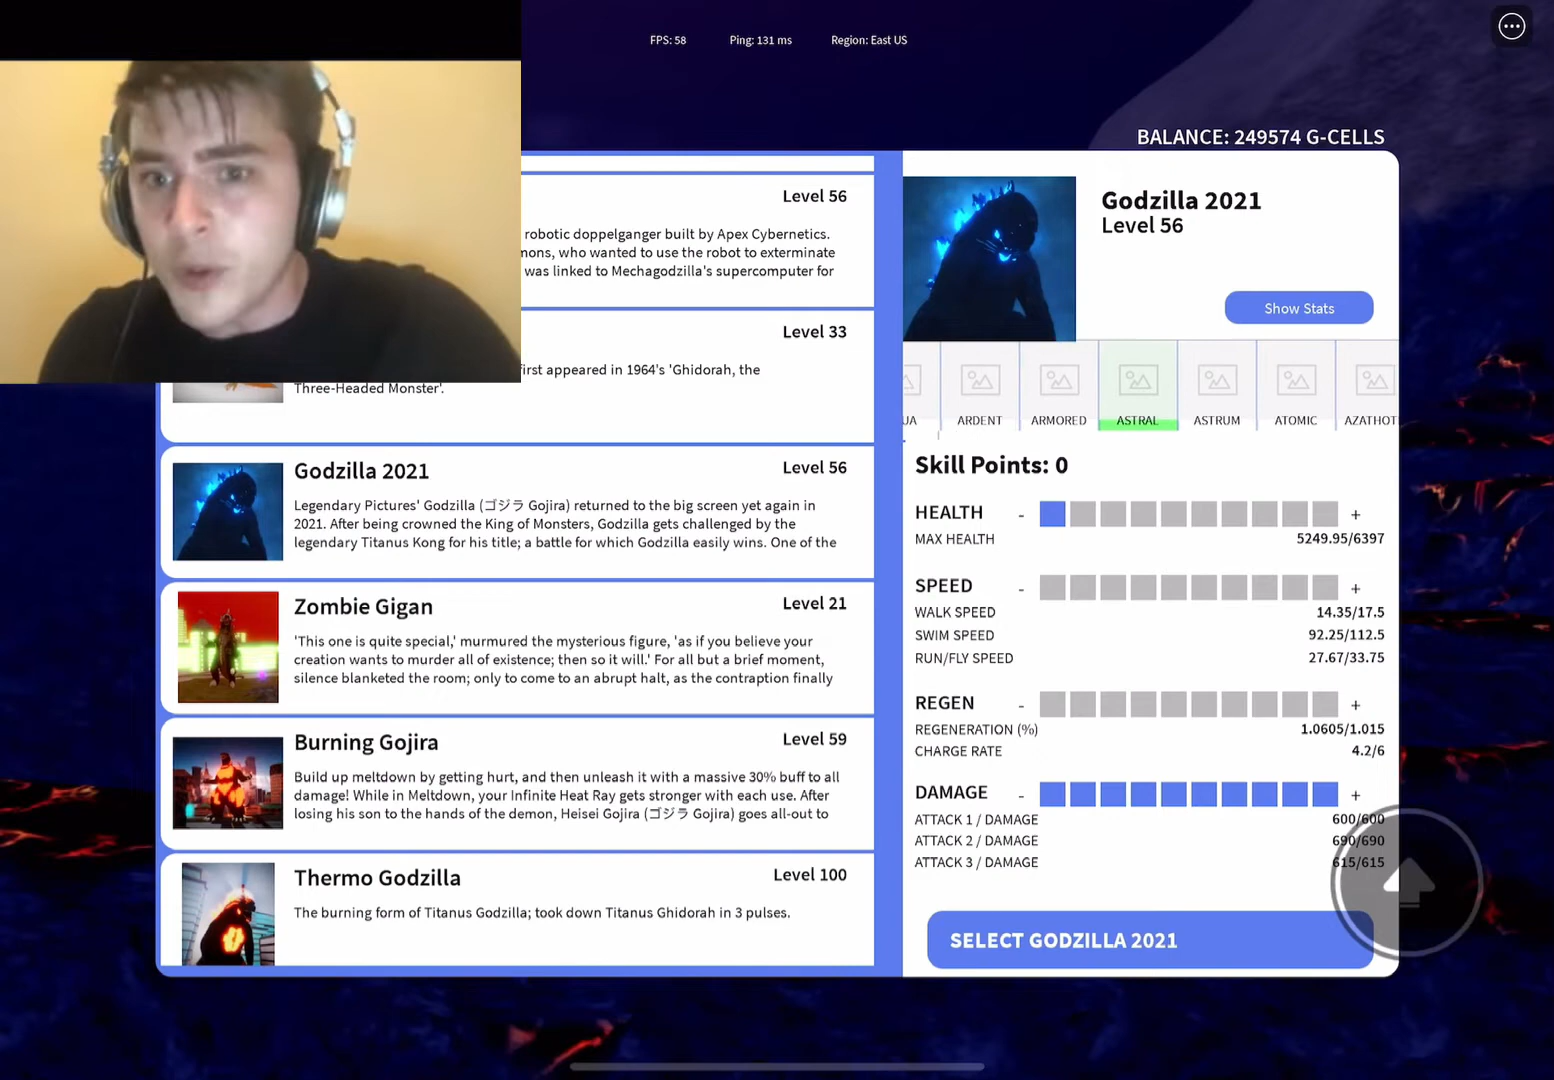 FPS: 58
Ping: 131 ms
Region: East US
BALANCE: 249574 G-CELLS
Level 56
robotic doppelganger built by Apex Cybernetics.
who wanted to use the robot to exterminate
was linked to Mechagodzilla's supercomputer for
Level 33
first appeared in 1964's 'Ghidorah, the
Three-Headed Monster'.
Godzilla 2021
Level 56
Legendary Pictures' Godzilla (ゴジラ Gojira) returned to the big screen yet again in
2021. After being crowned the King of Monsters, Godzilla gets challenged by the
legendary Titanus Kong for his title; a battle for which Godzilla easily wins. One of the
Zombie Gigan
Level 21
'This one is quite special,' murmured the mysterious figure, 'as if you believe your
creation wants to murder all of existence; then so it will.' For all but a brief moment,
silence blanketed the room; only to come to an abrupt halt, as the contraption finally
Burning Gojira
Level 59
Build up meltdown by getting hurt, and then unleash it with a massive 30% buff to all
damage! While in Meltdown, your Infinite Heat Ray gets stronger with each use. After
losing his son to the hands of the demon, Heisei Gojira (ゴジラ Gojira) goes all-out to
Thermo Godzilla
Level 100
The burning form of Titanus Godzilla; took down Titanus Ghidorah in 3 pulses.
Godzilla 2021
Level 56
Show Stats
UA
ARDENT
ARMORED
ASTRAL
ASTRUM
ATOMIC
AZATHOT
Skill Points: 0
HEALTH - +
MAX HEALTH 5249.95/6397
SPEED - +
WALK SPEED 14.35/17.5
SWIM SPEED 92.25/112.5
RUN/FLY SPEED 27.67/33.75
REGEN - +
REGENERATION (%) 1.0605/1.015
CHARGE RATE 4.2/6
DAMAGE - +
ATTACK 1 / DAMAGE 600/600
ATTACK 2 / DAMAGE 690/690
ATTACK 3 / DAMAGE 615/615
SELECT GODZILLA 2021